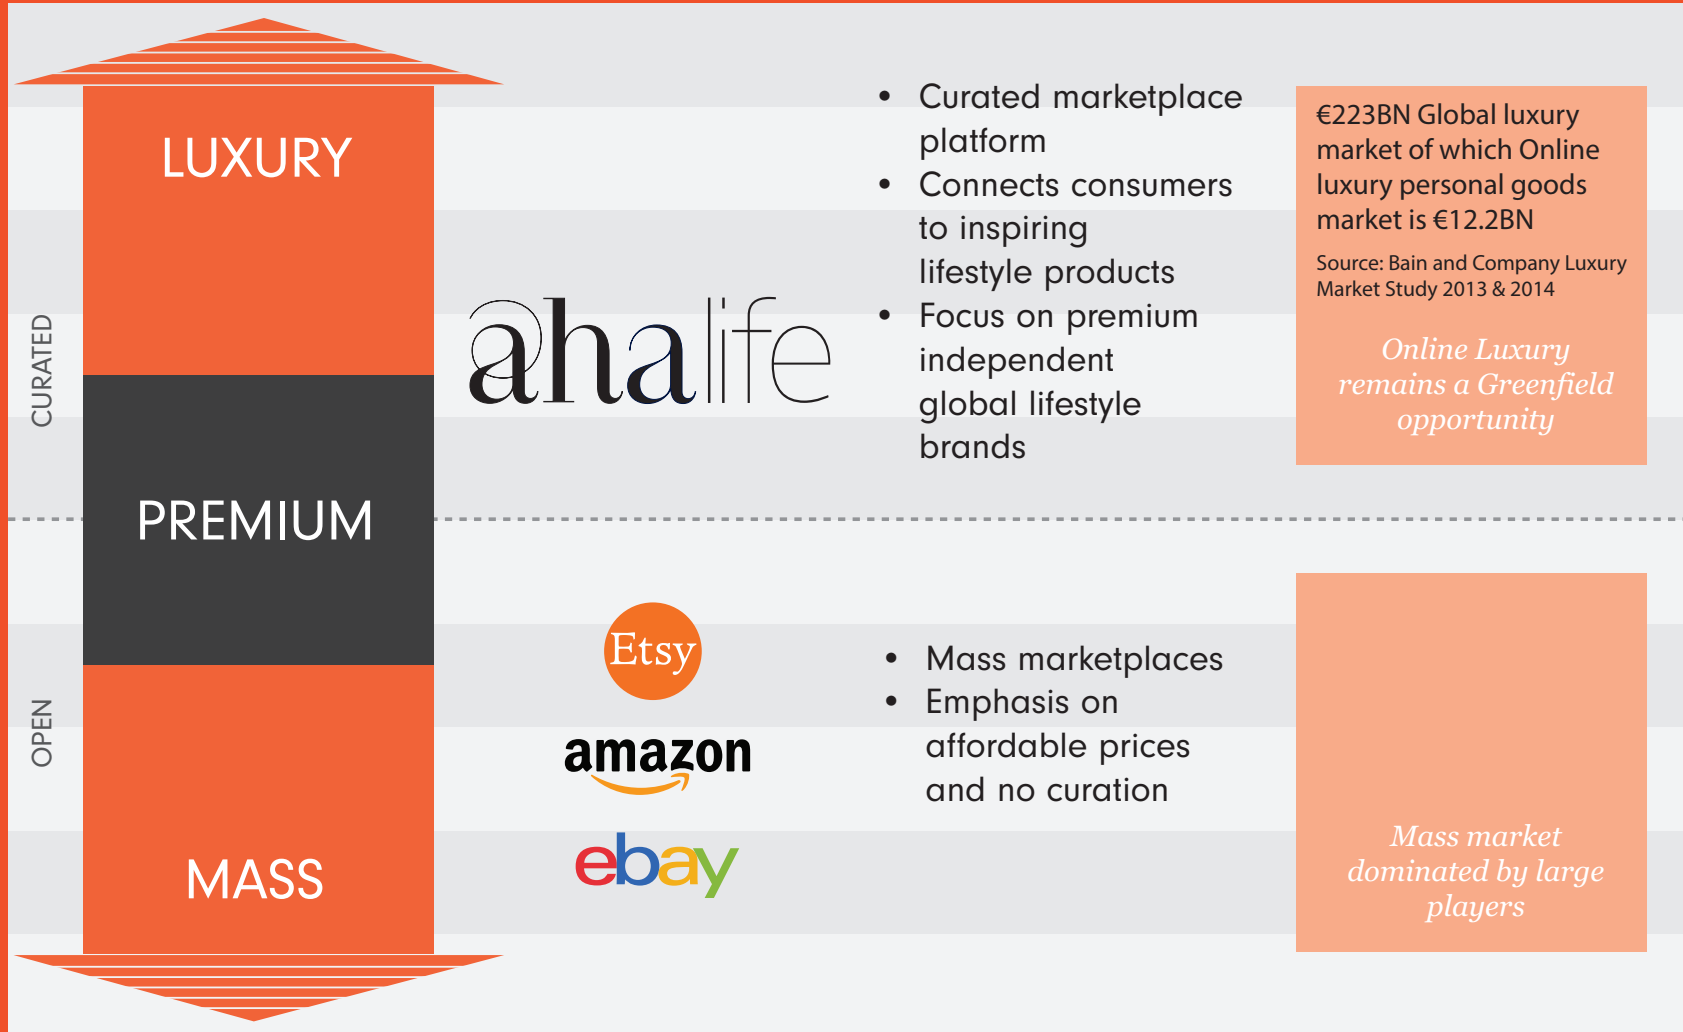 LUXURY
PREMIUM
MASS
CURATED
OPEN
ahalife
• Curated marketplace
platform
• Connects consumers
to inspiring
lifestyle products
• Focus on premium
independent
global lifestyle
brands
€223BN Global luxury
market of which Online
luxury personal goods
market is €12.2BN
Source: Bain and Company Luxury
Market Study 2013 & 2014
Online Luxury
remains a Greenfield
opportunity
Etsy
amazon
ebay
• Mass marketplaces
• Emphasis on
affordable prices
and no curation
Mass market
dominated by large
players